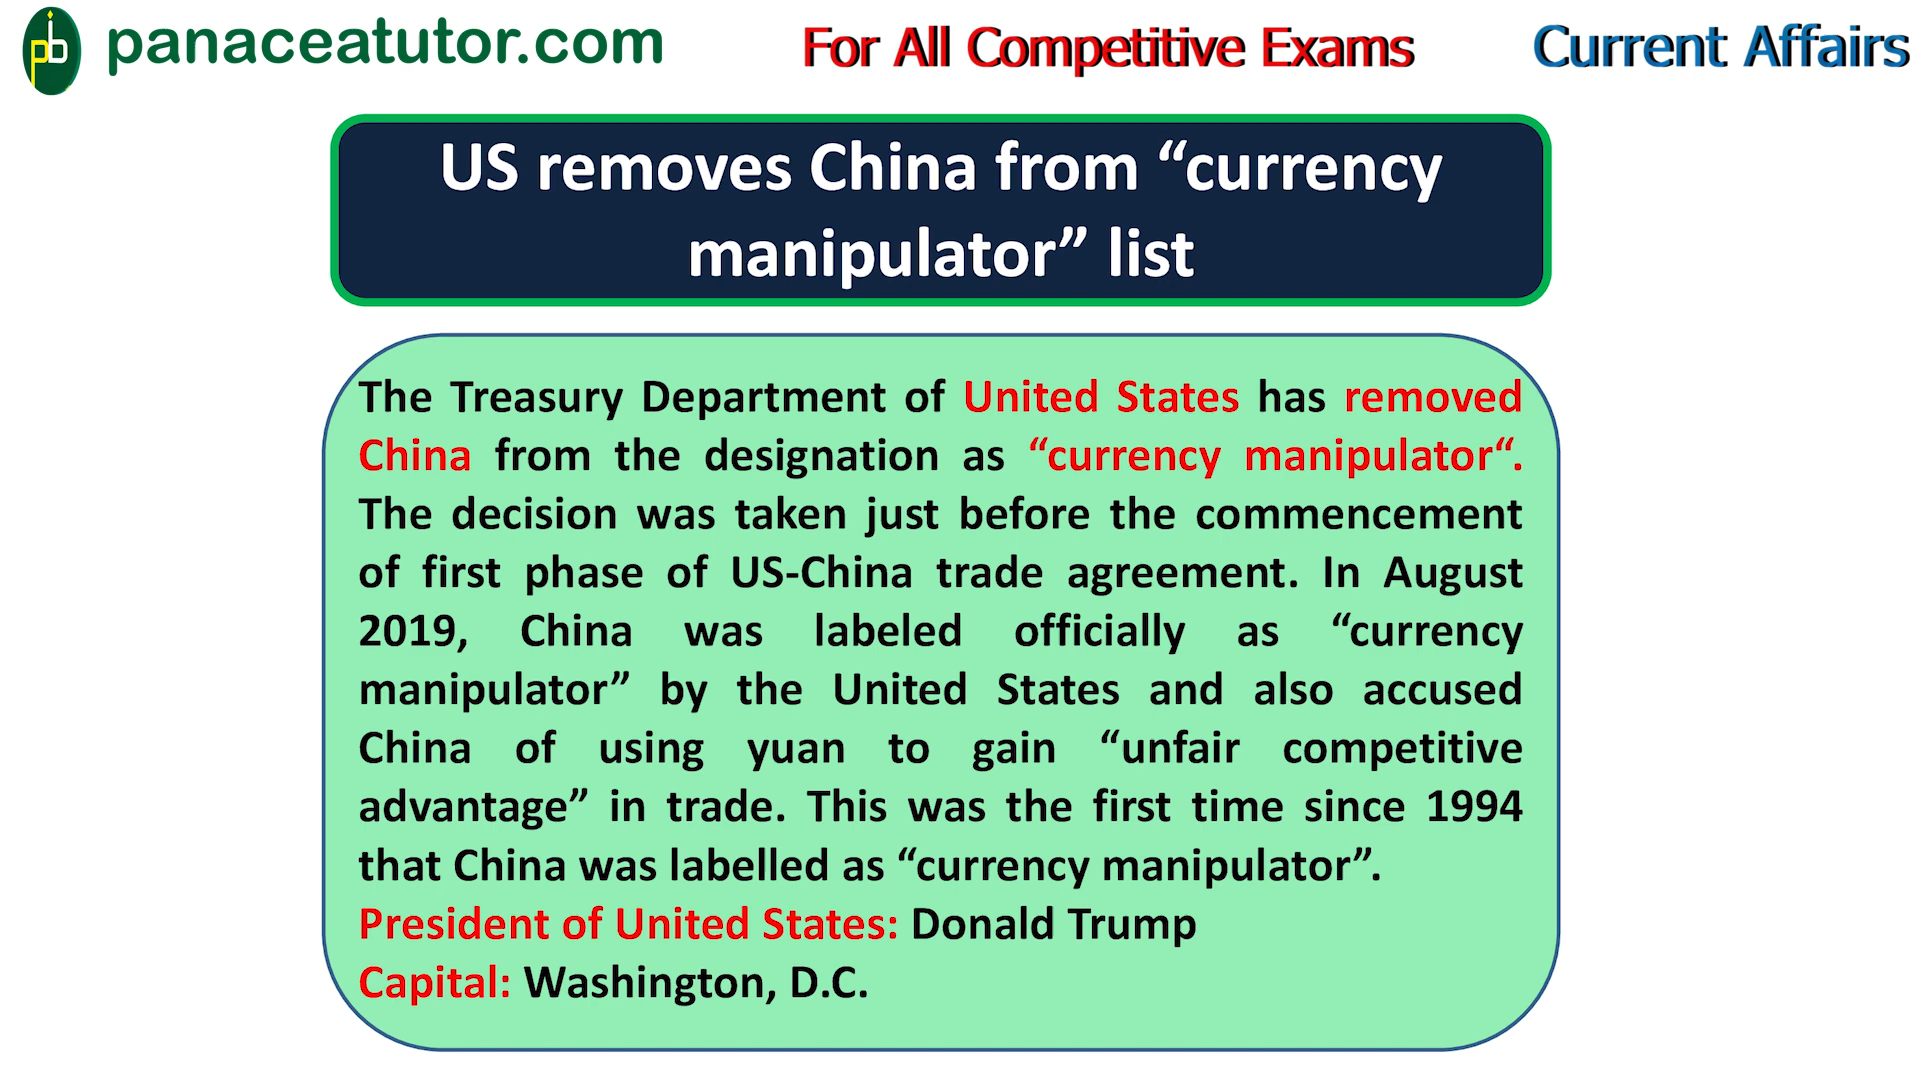 pb panaceatutor.com For All Competitive Exams Current Affairs
US removes China from “currency
manipulator” list
The Treasury Department of United States has removed
China from the designation as “currency manipulator“.
The decision was taken just before the commencement
of first phase of US-China trade agreement. In August
2019, China was labeled officially as “currency
manipulator” by the United States and also accused
China of using yuan to gain “unfair competitive
advantage” in trade. This was the first time since 1994
that China was labelled as “currency manipulator”.
President of United States: Donald Trump
Capital: Washington, D.C.